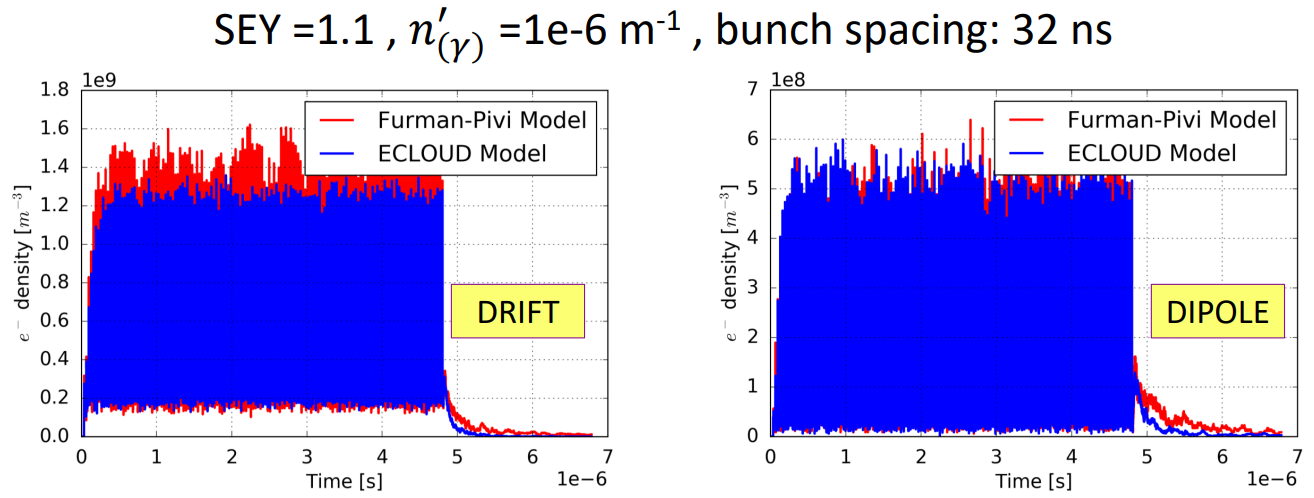 SEY =1.1 , n′(γ) =1e-6 m-1 , bunch spacing: 32 ns
1e9
1.8
1.6
1.4
1.2
1.0
0.8
0.6
0.4
0.2
0.0
e− density [m−3]
Furman-Pivi Model
ECLOUD Model
DRIFT
0 1 2 3 4 5 6 7
Time [s]
1e−6
1e8
7
6
5
4
3
2
1
0
e− density [m−3]
Furman-Pivi Model
ECLOUD Model
DIPOLE
0 1 2 3 4 5 6 7
Time [s]
1e−6